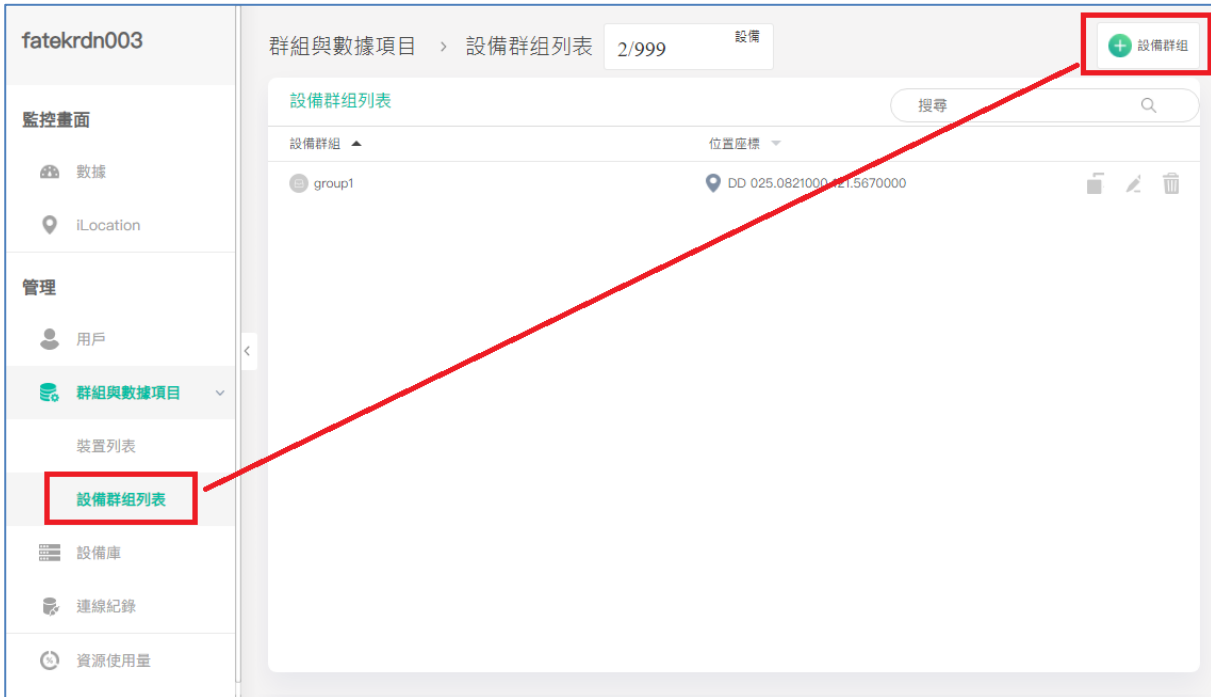 fatekrdn003
監控畫面
數據
iLocation
管理
用戶
群組與數據項目
裝置列表
設備群組列表
設備庫
連線紀錄
資源使用量
群組與數據項目 > 設備群組列表
2/999
設備
設備群組
設備群組列表
搜尋
設備群組
位置座標
group1
DD 025.0821000,121.5670000